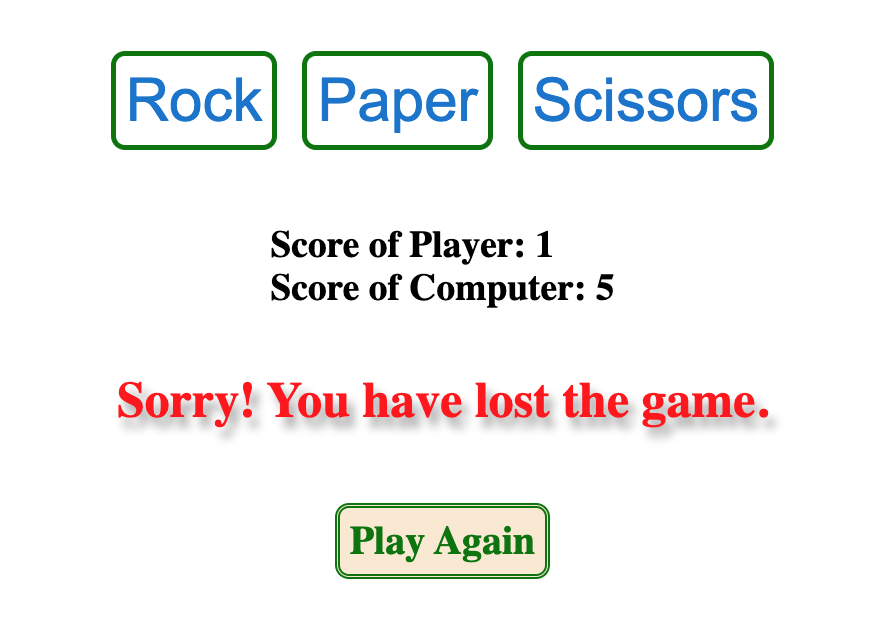 Rock Paper Scissors
Score of Player: 1
Score of Computer: 5
Sorry! You have lost the game.
Play Again